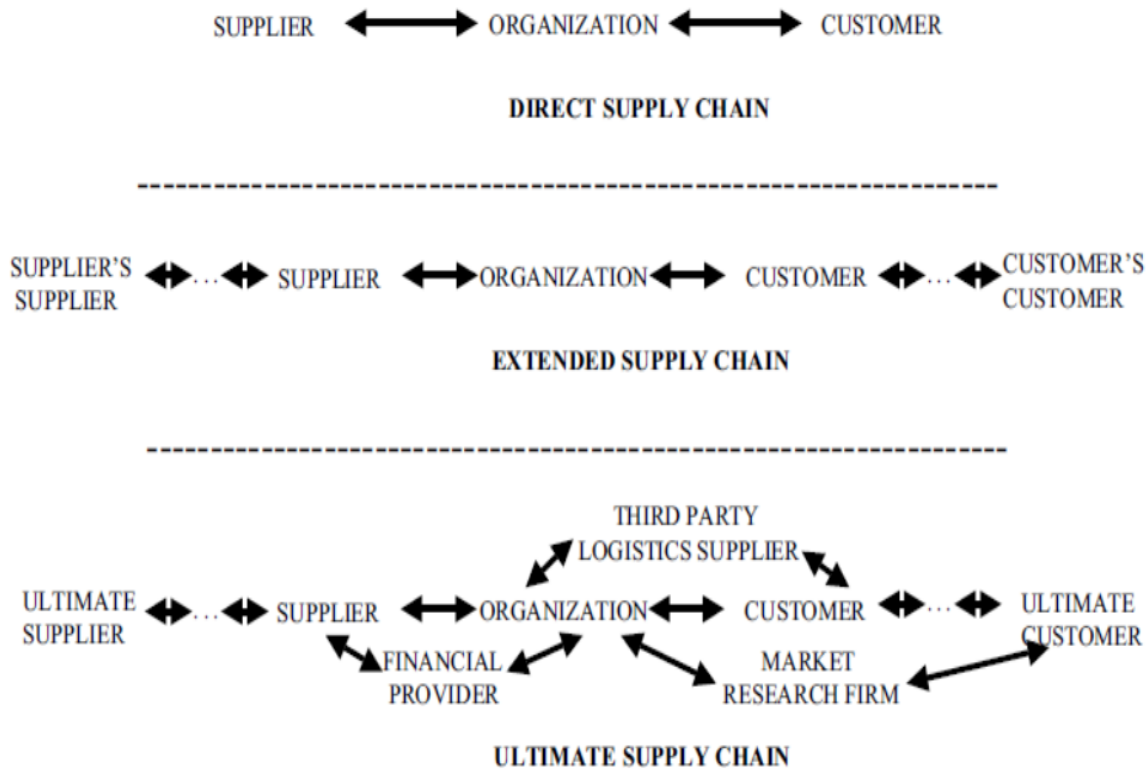 SUPPLIER ORGANIZATION CUSTOMER
DIRECT SUPPLY CHAIN
SUPPLIER'S SUPPLIER ... SUPPLIER ORGANIZATION CUSTOMER ... CUSTOMER'S CUSTOMER
EXTENDED SUPPLY CHAIN
THIRD PARTY
LOGISTICS SUPPLIER
ULTIMATE SUPPLIER ... SUPPLIER ORGANIZATION CUSTOMER ... ULTIMATE CUSTOMER
FINANCIAL PROVIDER
MARKET RESEARCH FIRM
ULTIMATE SUPPLY CHAIN